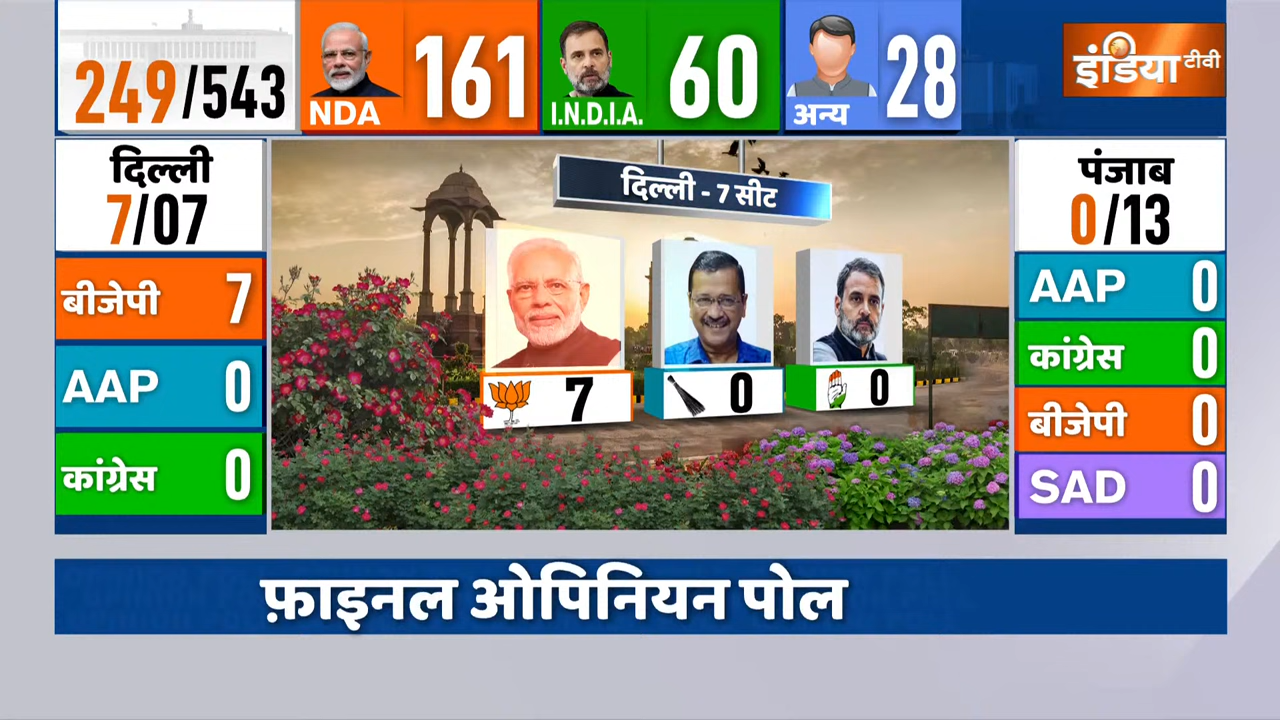 249/543
NDA
161
I.N.D.I.A.
60
अन्य
28
इंडिया टीवी
दिल्ली
7/07
बीजेपी 7
AAP 0
कांग्रेस 0
दिल्ली - 7 सीट
7
0
0
पंजाब
0/13
AAP 0
कांग्रेस 0
बीजेपी 0
SAD 0
फ़ाइनल ओपिनियन पोल